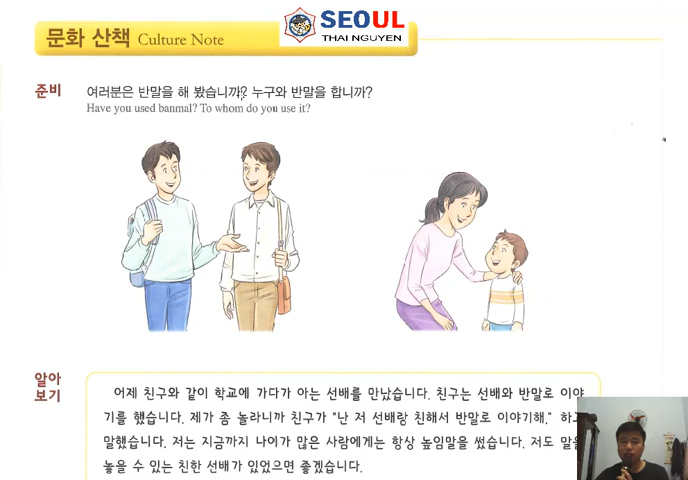 SEOUL
THAI NGUYEN
문화 산책 Culture Note
준비
여러분은 반말을 해 봤습니까? 누구와 반말을 합니까?
Have you used banmal? To whom do you use it?
알아
보기
어제 친구와 같이 학교에 가다가 아는 선배를 만났습니다. 친구는 선배와 반말로 이야
기를 했습니다. 제가 좀 놀라니까 친구가 "난 저 선배랑 친해서 반말로 이야기해." 하고
말했습니다. 저는 지금까지 나이가 많은 사람에게는 항상 높임말을 썼습니다. 저도 말을
놓을 수 있는 친한 선배가 있었으면 좋겠습니다.